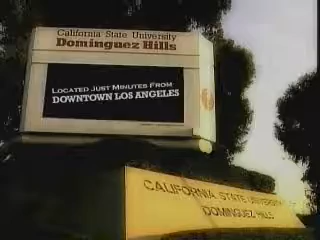 California State University
Dominguez Hills
LOCATED JUST MINUTES FROM
DOWNTOWN LOS ANGELES
CALIFORNIA STATE UNIVERSITY
DOMINGUEZ HILLS